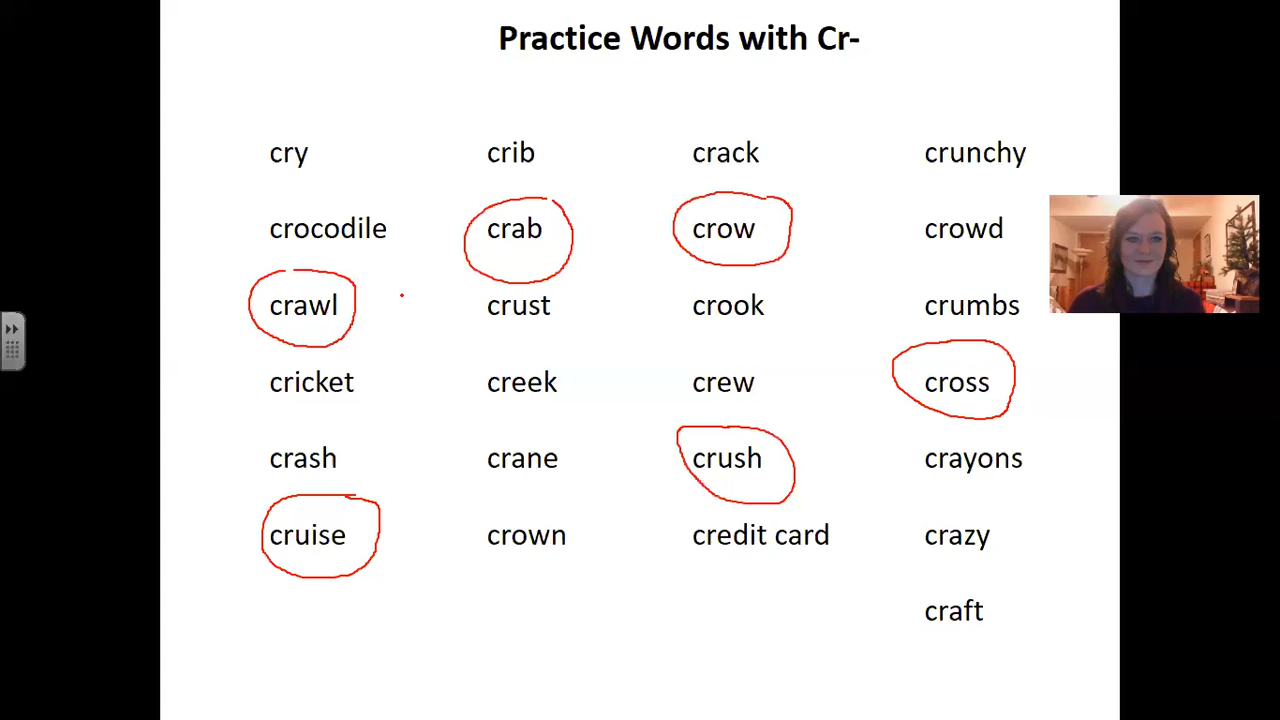 Practice Words with Cr-
cry crib crack crunchy
crocodile crab crow crowd
crawl crust crook crumbs
cricket creek crew cross
crash crane crush crayons
cruise crown credit card crazy
craft